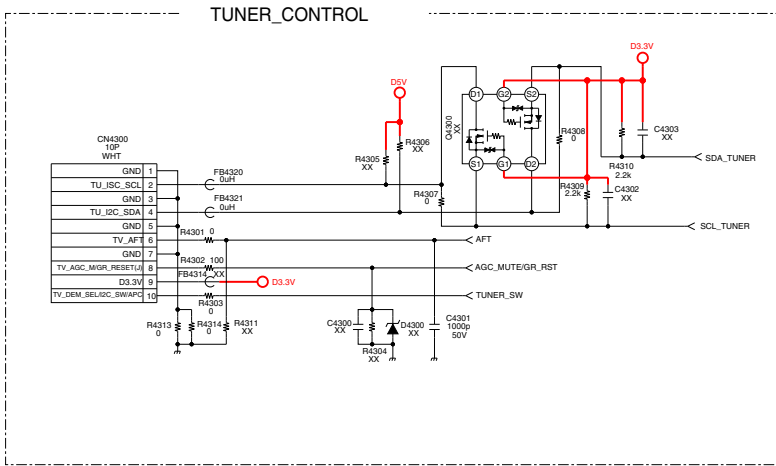 TUNER_CONTROL
D3.3V
D5V
D1
G2
S2
Q4300
XX
S1
G1
D2
R4308
0
C4303
XX
R4310
2.2k
SDA_TUNER
CN4300
10P
WHT
R4305
XX
R4306
XX
R4307
0
R4309
2.2k
C4302
XX
SCL_TUNER
GND 1
TU_ISC_SCL 2
GND 3
TU_I2C_SDA 4
GND 5
TV_AFT 6
GND 7
TV_AGC_M/GR_RESET(J) 8
D3.3V 9
TV_DEM_SEL/I2C_SW/APC 10
FB4320
0uH
FB4321
0uH
R4301 0
AFT
R4302 100
AGC_MUTE/GR_RST
FB4314 XX
D3.3V
R4303
0
TUNER_SW
R4313
0
R4314
0
R4311
XX
C4300
XX
R4304
XX
D4300
XX
C4301
1000p
50V